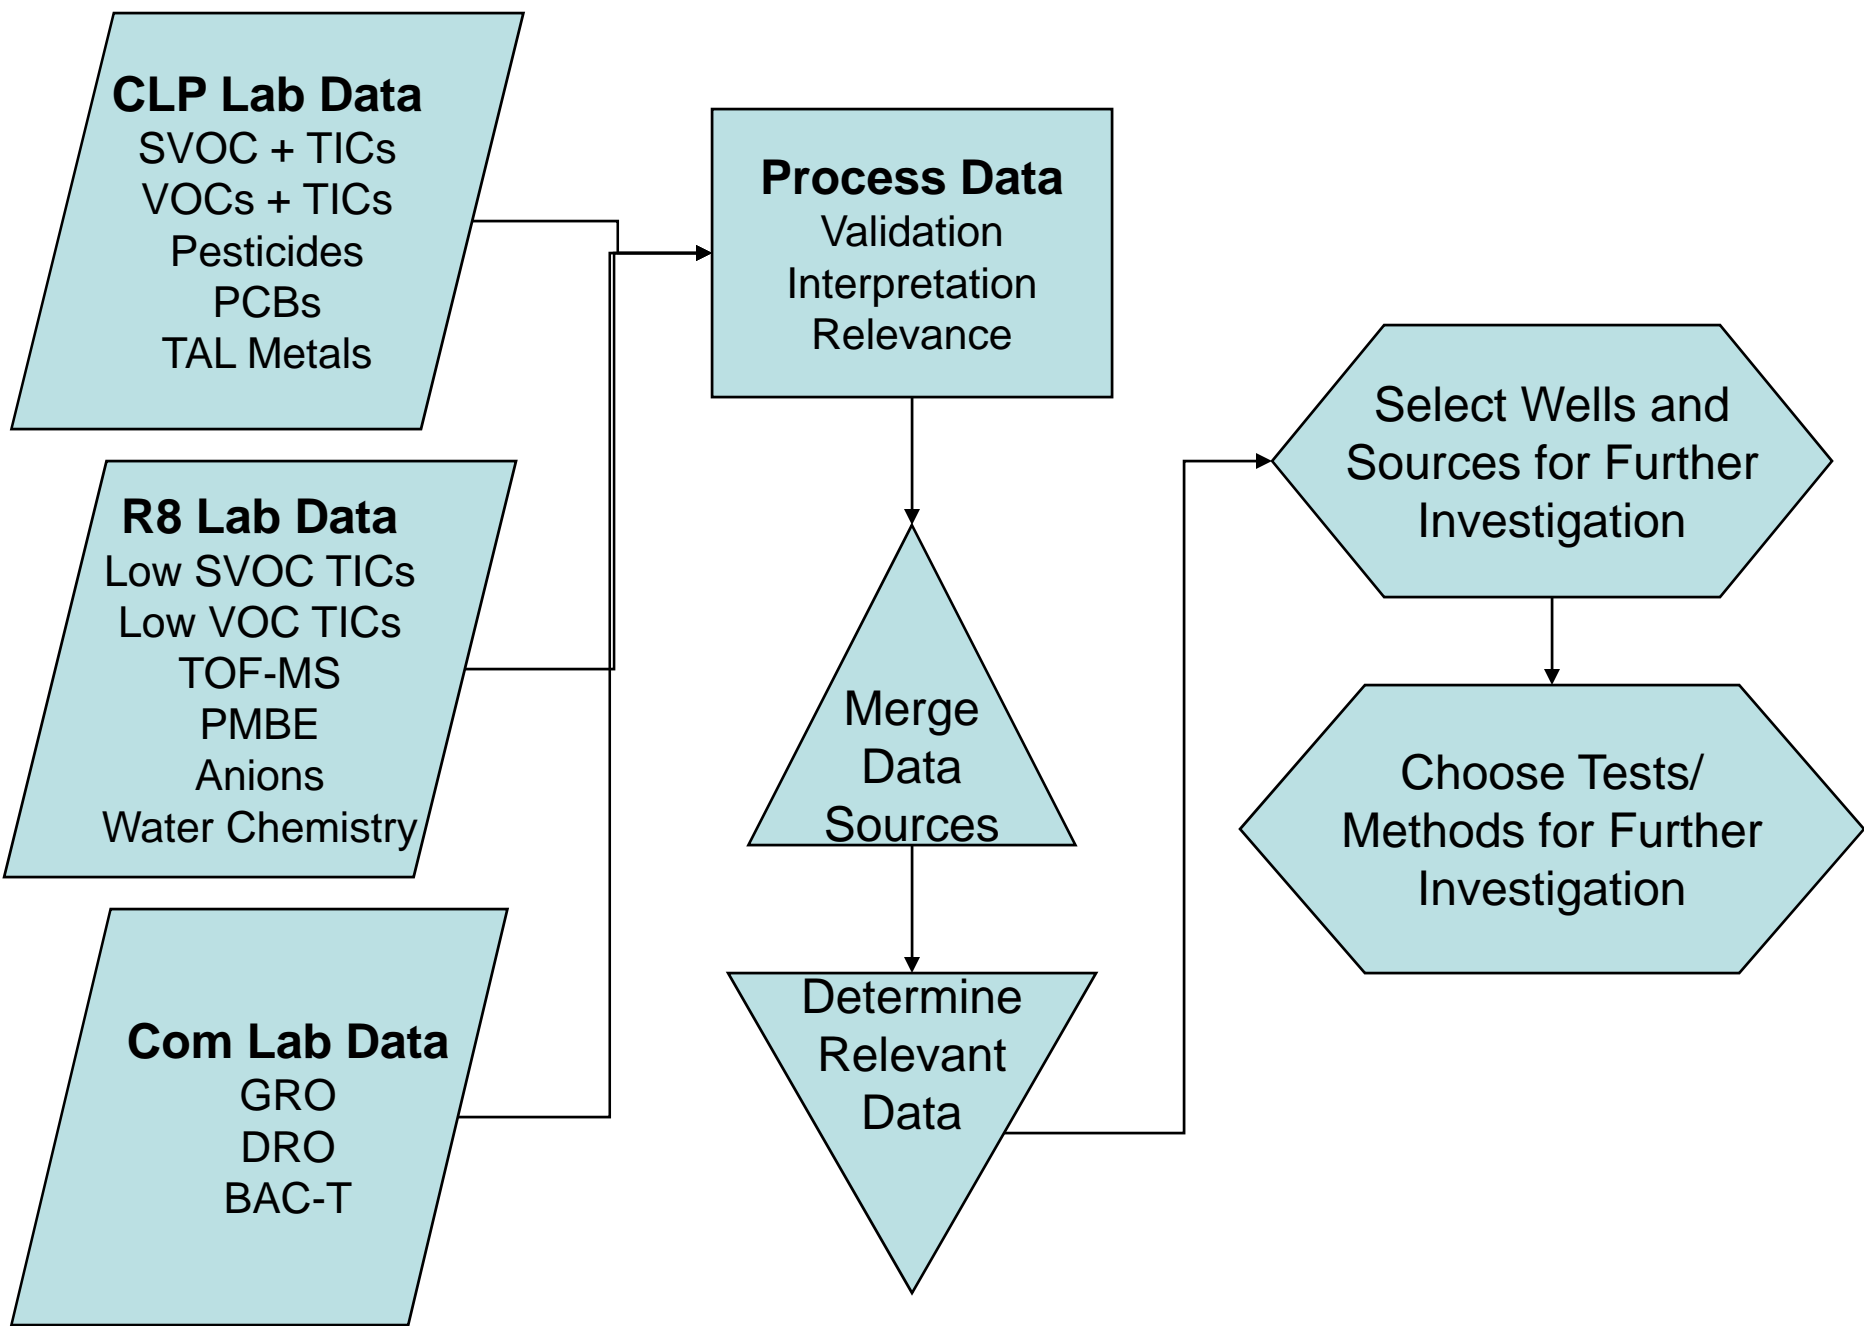 CLP Lab Data
SVOC + TICs
VOCs + TICs
Pesticides
PCBs
TAL Metals
R8 Lab Data
Low SVOC TICs
Low VOC TICs
TOF-MS
PMBE
Anions
Water Chemistry
Com Lab Data
GRO
DRO
BAC-T
Process Data
Validation
Interpretation
Relevance
Merge
Data
Sources
Determine
Relevant
Data
Select Wells and
Sources for Further
Investigation
Choose Tests/
Methods for Further
Investigation